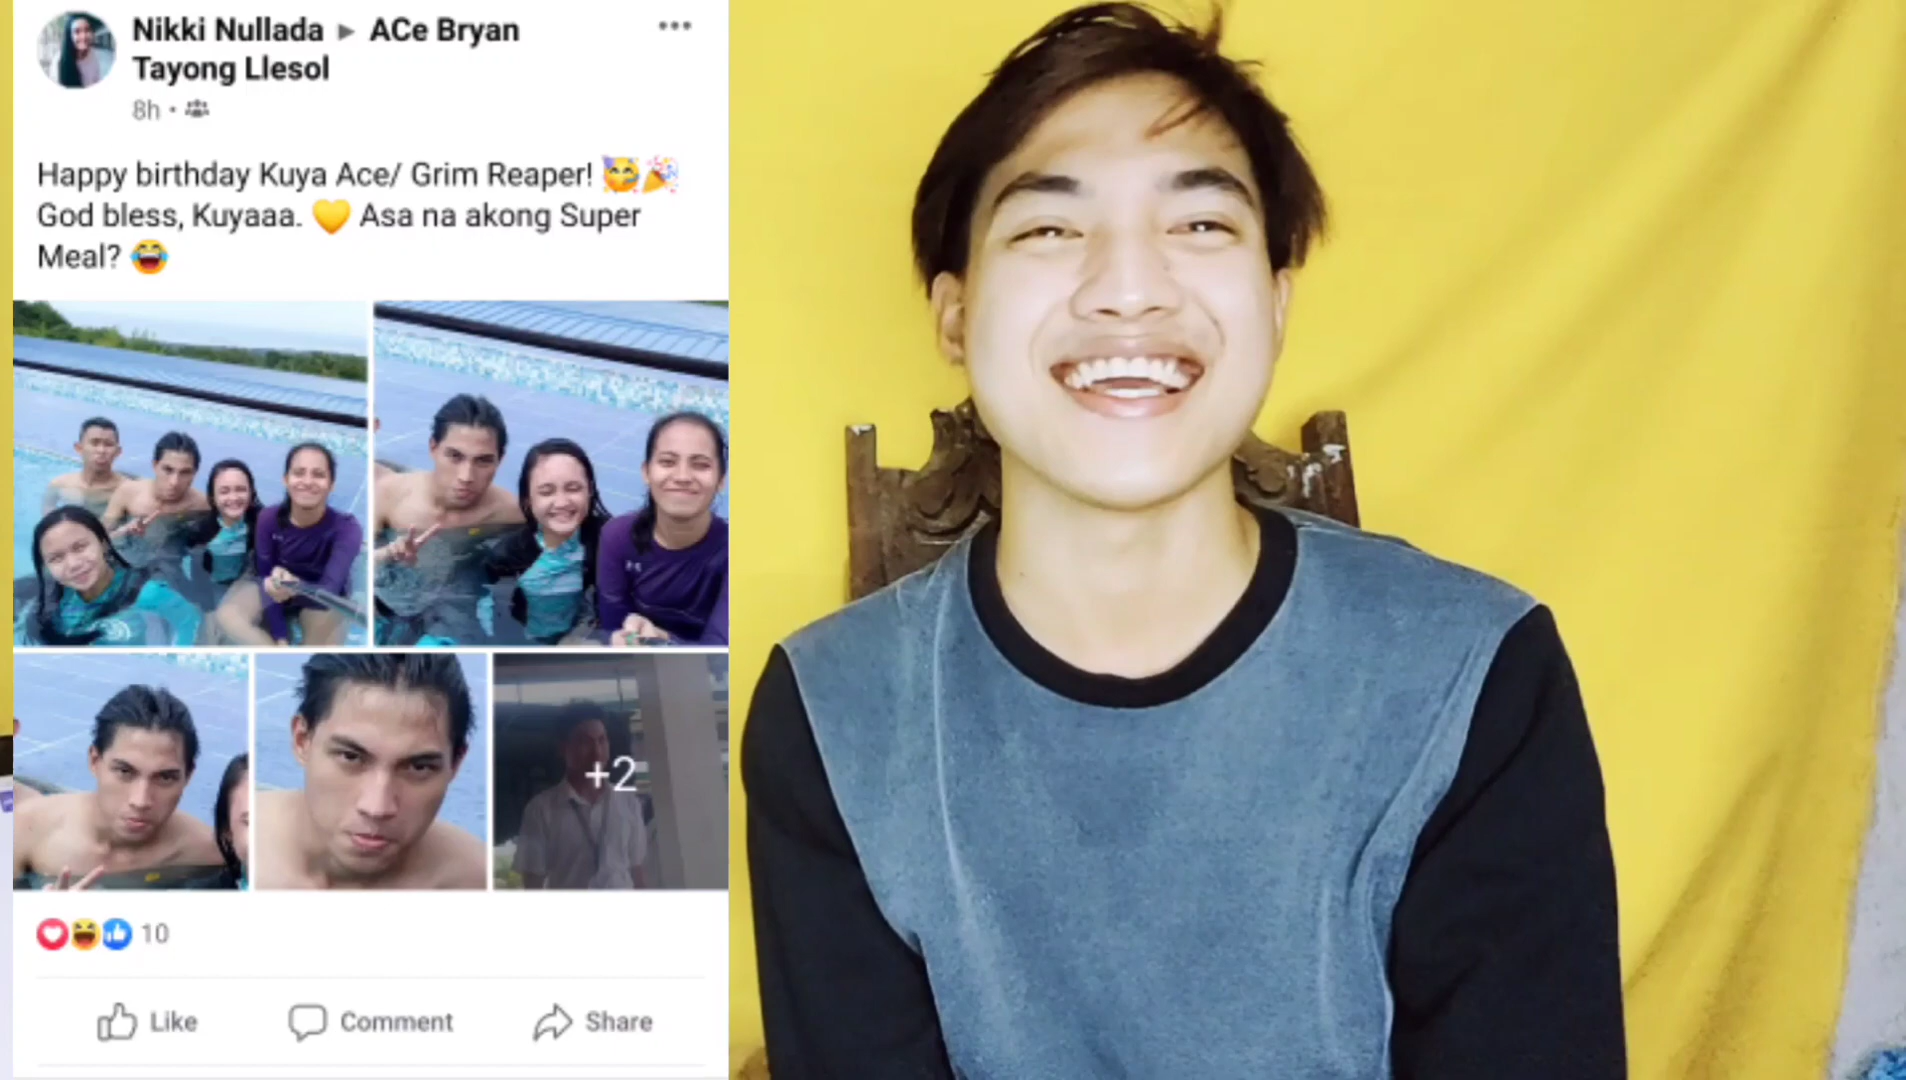 Nikki Nullada ▸ ACe Bryan
Tayong Llesol
8h •
Happy birthday Kuya Ace/ Grim Reaper! 🥳🎉
God bless, Kuyaaa. 💛 Asa na akong Super
Meal? 😂
+2
10
Like Comment Share